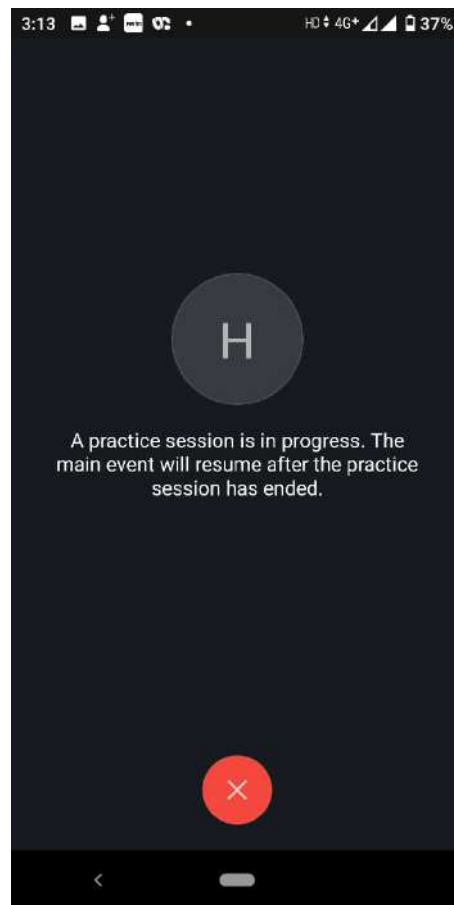 3:13 HD 4G+ 37%
H
A practice session is in progress. The
main event will resume after the practice
session has ended.